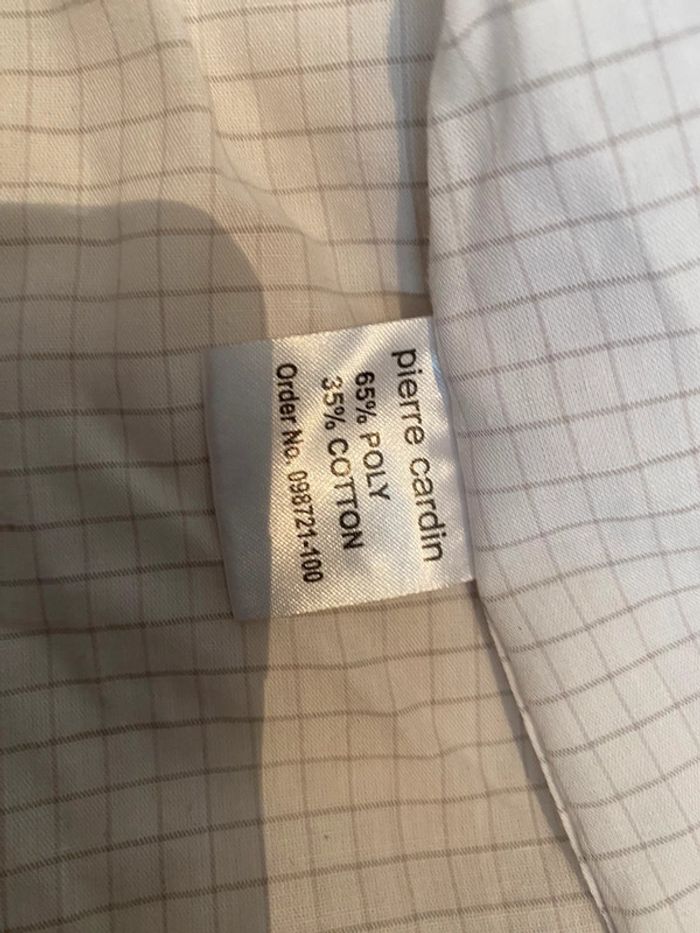 pierre cardin
65% POLY
35% COTTON
Order No. 098721-100